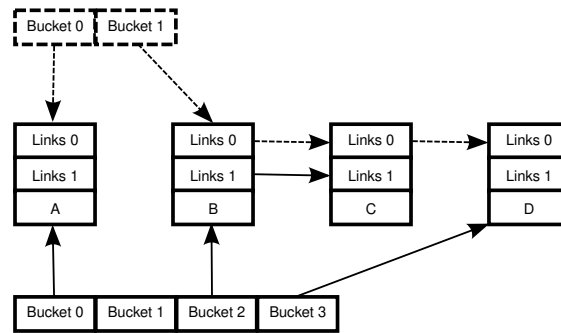 Bucket 0 Bucket 1
Links 0 Links 0 Links 0 Links 0
Links 1 Links 1 Links 1 Links 1
A B C D
Bucket 0 Bucket 1 Bucket 2 Bucket 3